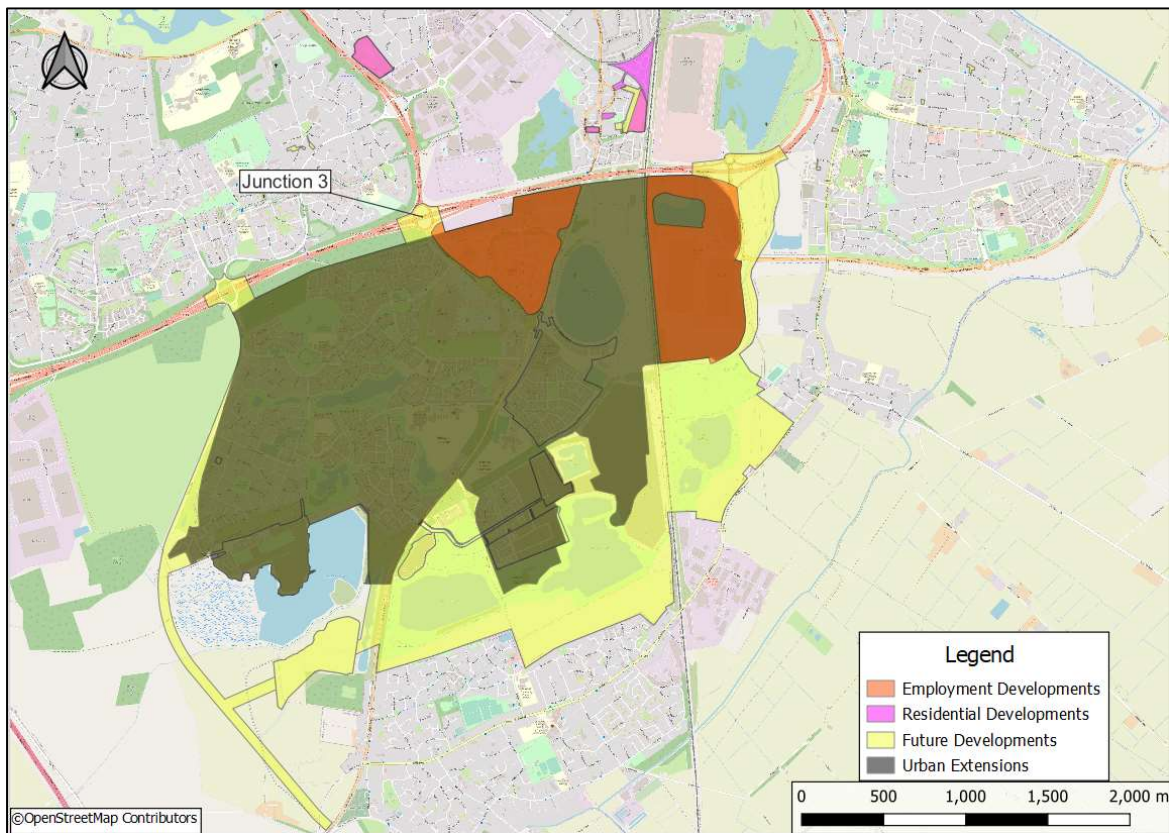 Junction 3
Legend
Employment Developments
Residential Developments
Future Developments
Urban Extensions
0 500 1,000 1,500 2,000 m
©OpenStreetMap Contributors